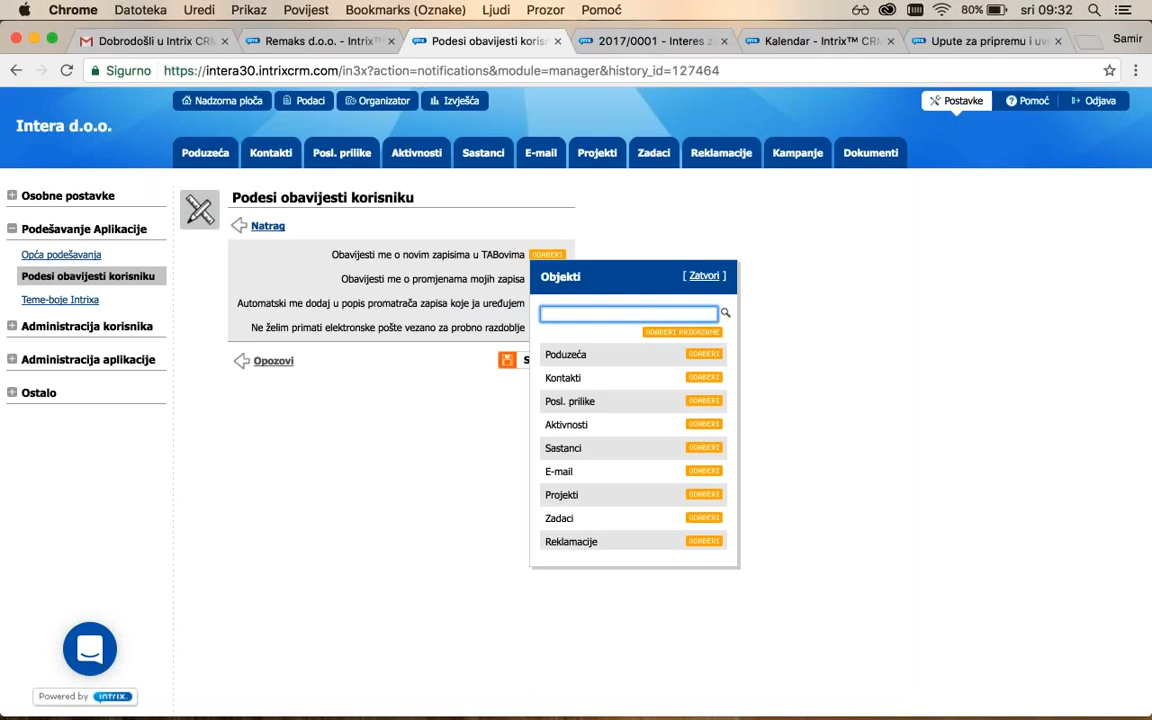 Chrome Datoteka Uredi Prikaz Povijest Bookmarks (Oznake) Ljudi Prozor Pomoć 80% sri 09:32
Dobrodošli u Intrix CRM Remaks d.o.o. - Intrix™ C Podesi obavijesti korisn 2017/0001 - Interes z Kalendar - Intrix™ CRM Upute za pripremu i uv Samir
Sigurno https://intera30.intrixcrm.com/in3x?action=notifications&module=manager&history_id=127464
Nadzorna ploča Podaci Organizator Izvješća Postavke Pomoć Odjava
Intera d.o.o.
Poduzeća Kontakti Posl. prilike Aktivnosti Sastanci E-mail Projekti Zadaci Reklamacije Kampanje Dokumenti
Osobne postavke
Podešavanje Aplikacije
Opća podešavanja
Podesi obavijesti korisniku
Teme-boje Intrixa
Administracija korisnika
Administracija aplikacije
Ostalo
Podesi obavijesti korisniku
Natrag
Obavijesti me o novim zapisima u TABovima ODABERI
Obavijesti me o promjenama mojih zapisa
Automatski me dodaj u popis promatrača zapisa koje ja uređujem
Ne želim primati elektronske pošte vezano za probno razdoblje
Opozovi S
Objekti [ Zatvori ]
ODABERI PRIKAZANE
Poduzeća ODABERI
Kontakti ODABERI
Posl. prilike ODABERI
Aktivnosti ODABERI
Sastanci ODABERI
E-mail ODABERI
Projekti ODABERI
Zadaci ODABERI
Reklamacije ODABERI
Powered by INTRIX